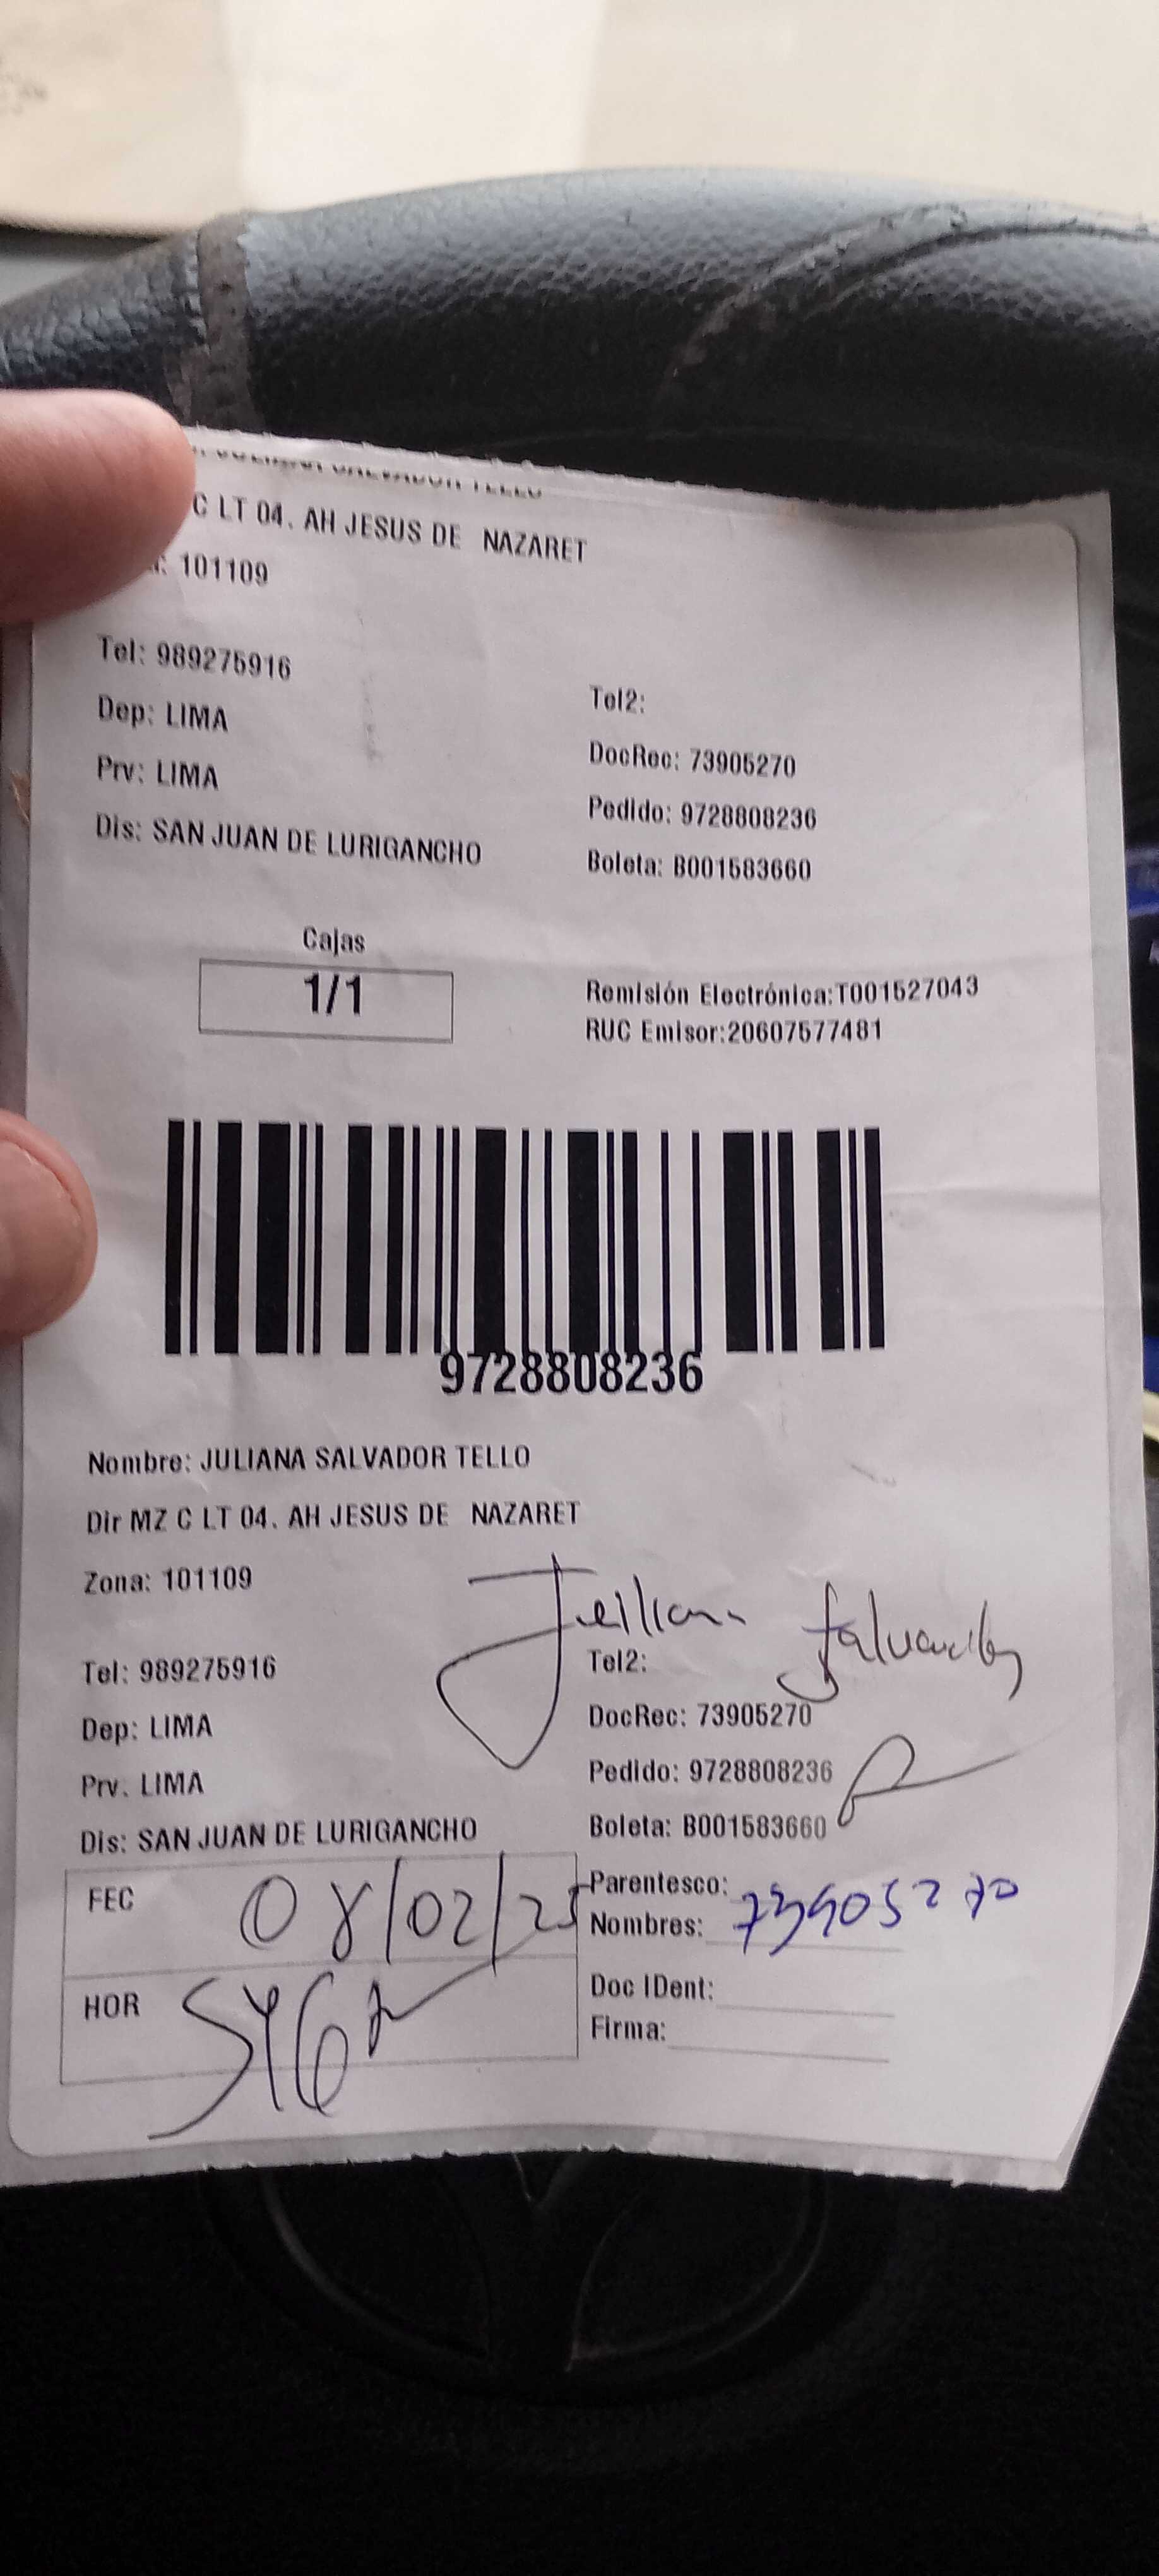 JULIANA SALVADOR TELLO
C LT 04. AH JESUS DE NAZARET
101109
Tel: 989275916
Tel2:
Dep: LIMA
DocRec: 73905270
Prv: LIMA
Pedido: 9728808236
Dis: SAN JUAN DE LURIGANCHO
Boleta: B001583660
Cajas
1/1
Remisión Electrónica:T001527043
RUC Emisor:20607577481
9728808236
Nombre: JULIANA SALVADOR TELLO
Dir MZ C LT 04. AH JESUS DE NAZARET
Zona: 101109
Tel: 989275916
Tel2:
Dep: LIMA
DocRec: 73905270
Prv. LIMA
Pedido: 9728808236
Dis: SAN JUAN DE LURIGANCHO
Boleta: B001583660
FEC 08/02/25
Parentesco:
Nombres: 73905270
HOR
Doc IDent:
Firma: